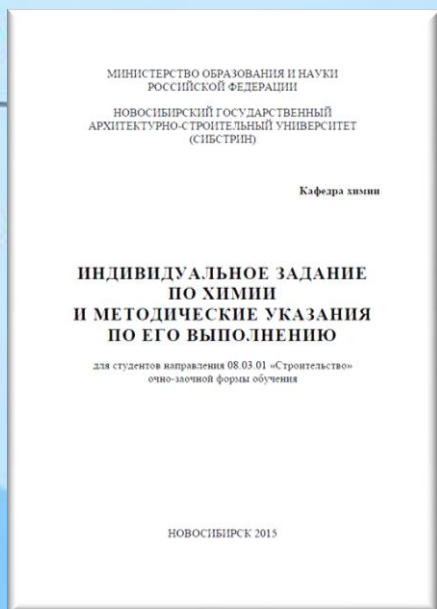 МИНИСТЕРСТВО ОБРАЗОВАНИЯ И НАУКИ
РОССИЙСКОЙ ФЕДЕРАЦИИ
НОВОСИБИРСКИЙ ГОСУДАРСТВЕННЫЙ
АРХИТЕКТУРНО-СТРОИТЕЛЬНЫЙ УНИВЕРСИТЕТ
(СИБСТРИН)
Кафедра химии
ИНДИВИДУАЛЬНОЕ ЗАДАНИЕ
ПО ХИМИИ
И МЕТОДИЧЕСКИЕ УКАЗАНИЯ
ПО ЕГО ВЫПОЛНЕНИЮ
для студентов направления 08.03.01 «Строительство»
очно-заочной формы обучения
НОВОСИБИРСК 2015